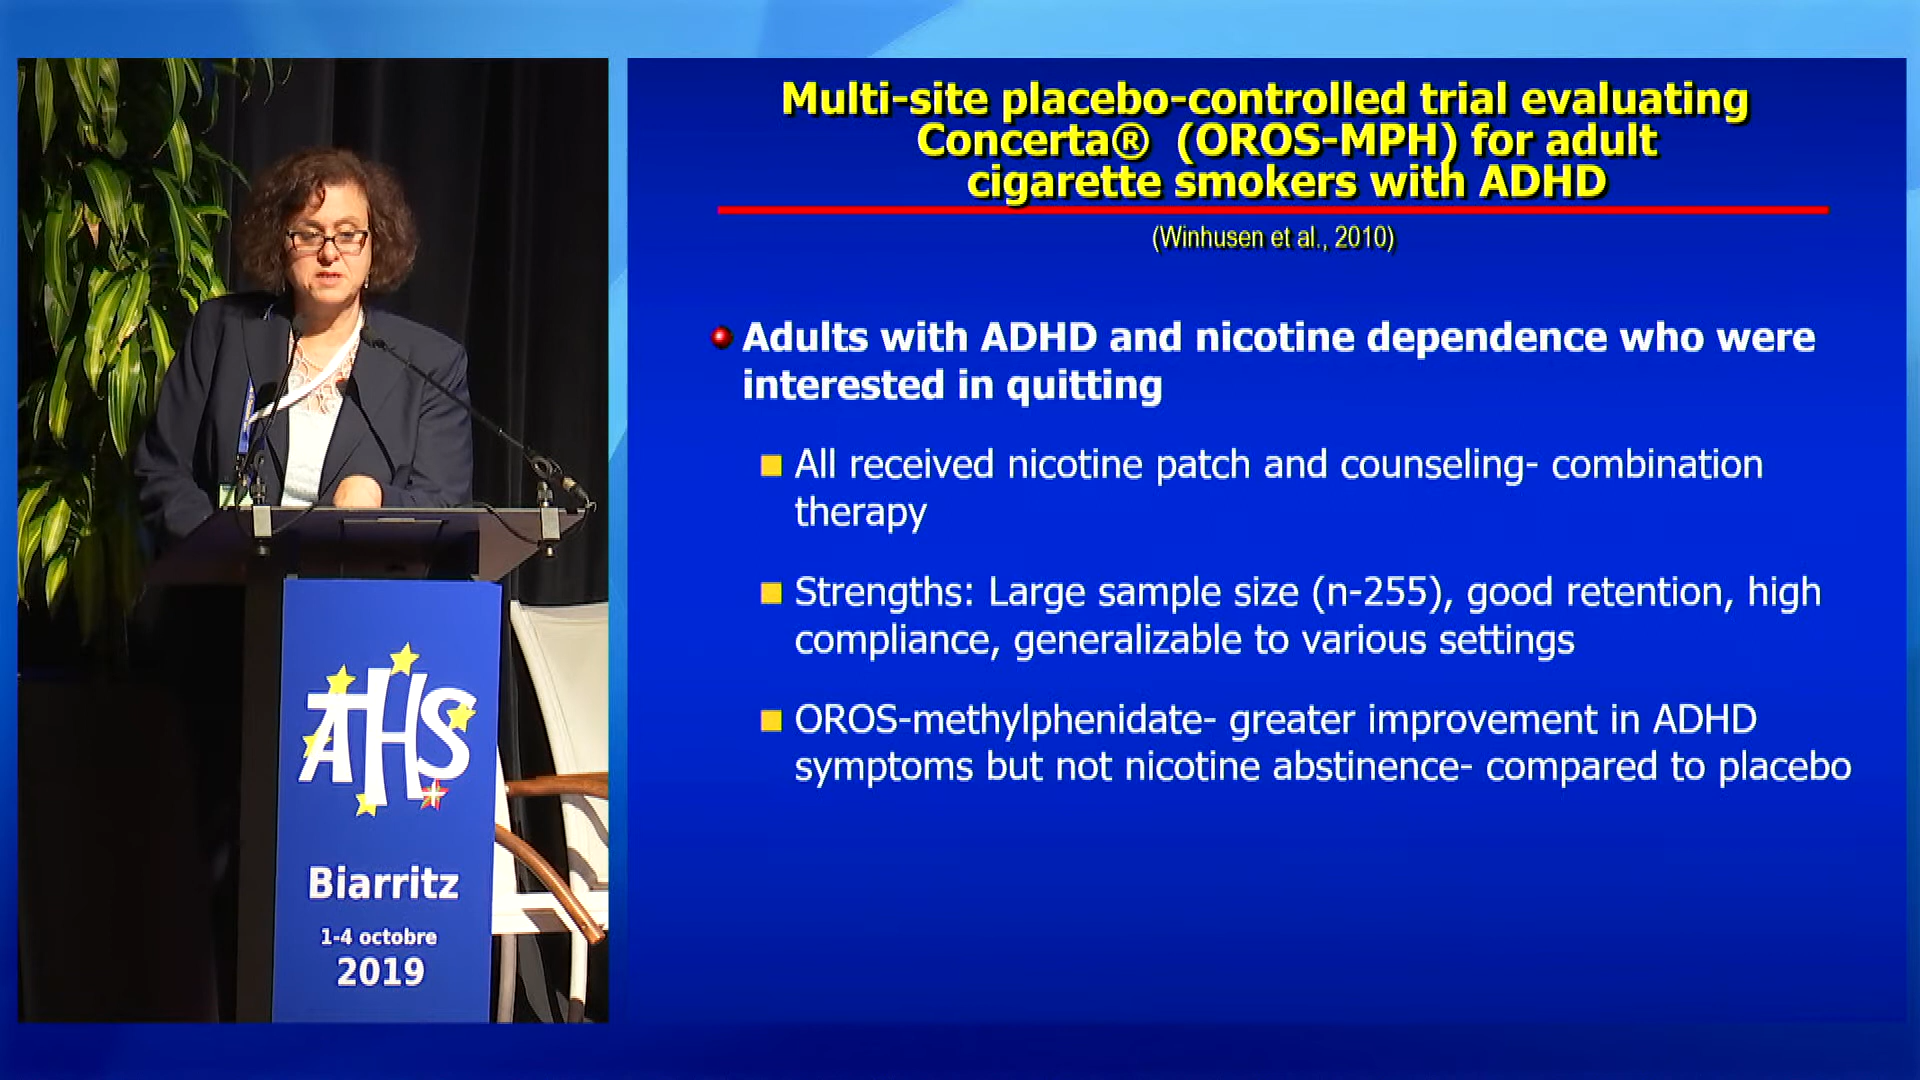 Multi-site placebo-controlled trial evaluating
Concerta® (OROS-MPH) for adult
cigarette smokers with ADHD
(Winhusen et al., 2010)
Adults with ADHD and nicotine dependence who were
interested in quitting
All received nicotine patch and counseling- combination
therapy
Strengths: Large sample size (n-255), good retention, high
compliance, generalizable to various settings
OROS-methylphenidate- greater improvement in ADHD
symptoms but not nicotine abstinence- compared to placebo
AHS
Biarritz
1-4 octobre
2019